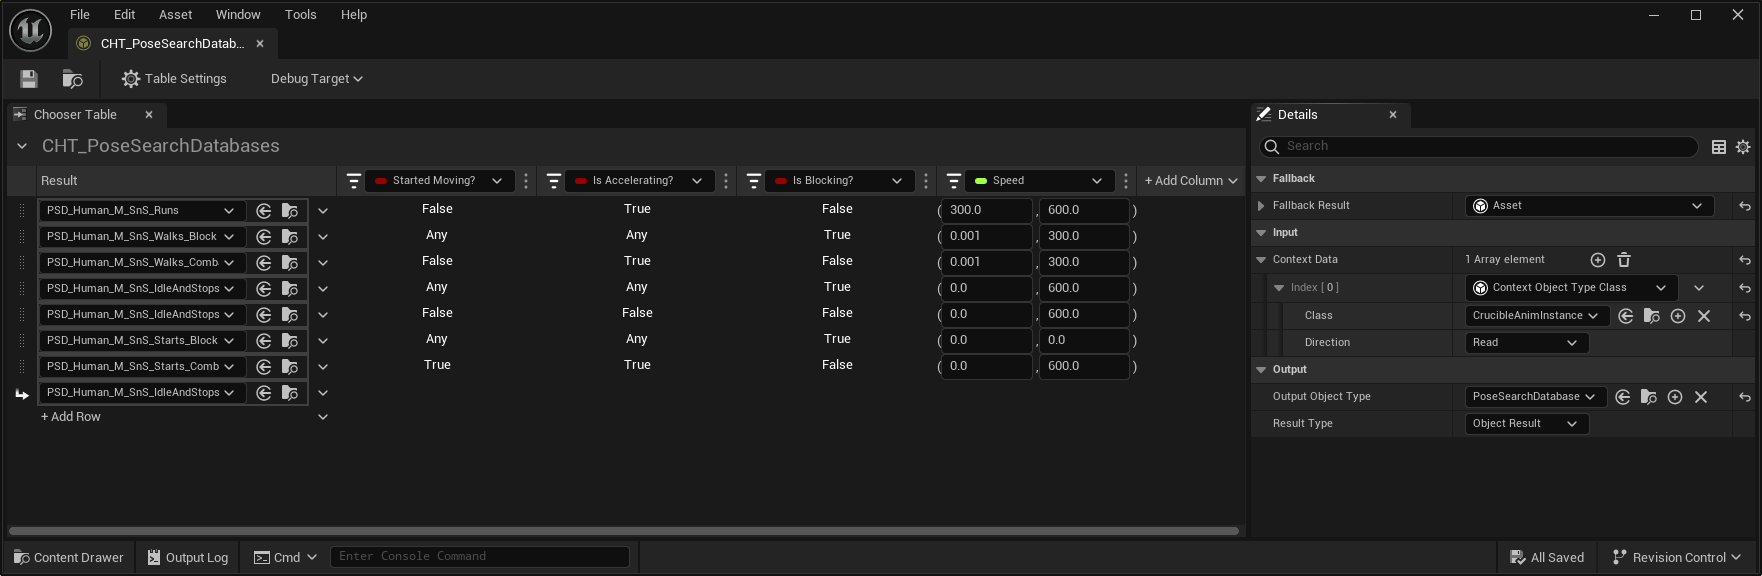 File Edit Asset Window Tools Help
CHT_PoseSearchDatab...
Table Settings Debug Target
Chooser Table
CHT_PoseSearchDatabases
Result Started Moving? Is Accelerating? Is Blocking? Speed + Add Column
PSD_Human_M_SnS_Runs False True False ( 300.0 , 600.0 )
PSD_Human_M_SnS_Walks_Block Any Any True ( 0.001 , 300.0 )
PSD_Human_M_SnS_Walks_Comb False True False ( 0.001 , 300.0 )
PSD_Human_M_SnS_IdleAndStops Any Any True ( 0.0 , 600.0 )
PSD_Human_M_SnS_IdleAndStops False False False ( 0.0 , 600.0 )
PSD_Human_M_SnS_Starts_Block Any Any True ( 0.0 , 0.0 )
PSD_Human_M_SnS_Starts_Comb True True False ( 0.0 , 600.0 )
PSD_Human_M_SnS_IdleAndStops
+ Add Row
Details
Search
Fallback
Fallback Result Asset
Input
Context Data 1 Array element
Index [ 0 ] Context Object Type Class
Class CrucibleAnimInstance
Direction Read
Output
Output Object Type PoseSearchDatabase
Result Type Object Result
Content Drawer Output Log Cmd Enter Console Command All Saved Revision Control